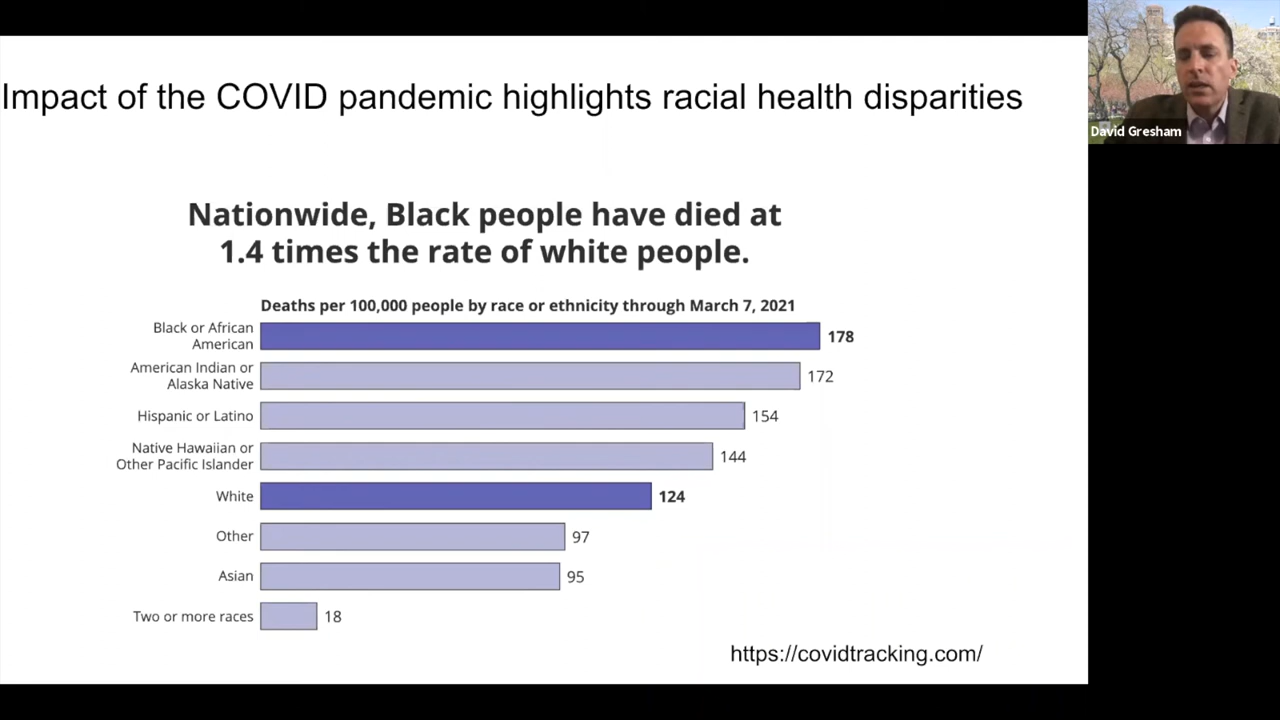 Impact of the COVID pandemic highlights racial health disparities
David Gresham
Nationwide, Black people have died at
1.4 times the rate of white people.
Deaths per 100,000 people by race or ethnicity through March 7, 2021
Black or African
American
178
American Indian or
Alaska Native
172
Hispanic or Latino
154
Native Hawaiian or
Other Pacific Islander
144
White
124
Other
97
Asian
95
Two or more races
18
https://covidtracking.com/